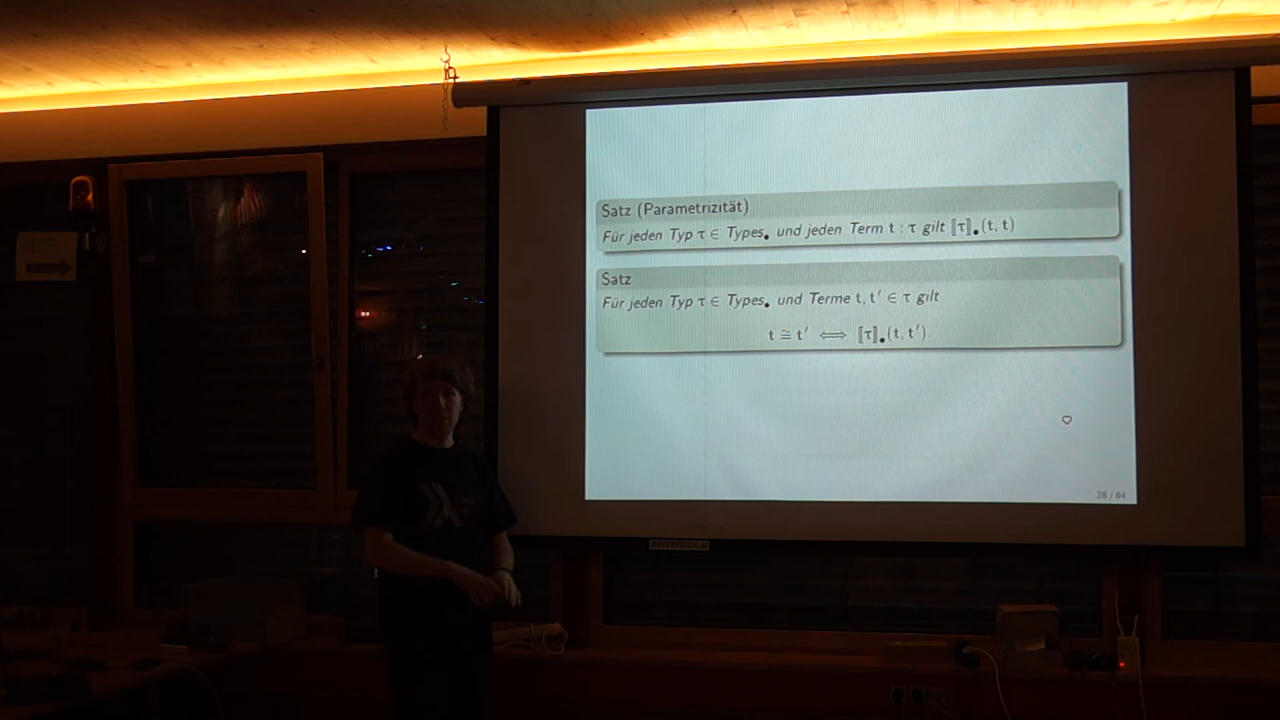 Satz (Parametrizität)
Für jeden Typ τ ∈ Types• und jeden Term t : τ gilt ⟦τ⟧•(t, t)
Satz
Für jeden Typ τ ∈ Types• und Terme t, t′ ∈ τ gilt
t ≅ t′ ⟺ ⟦τ⟧•(t, t′)
28 / 84